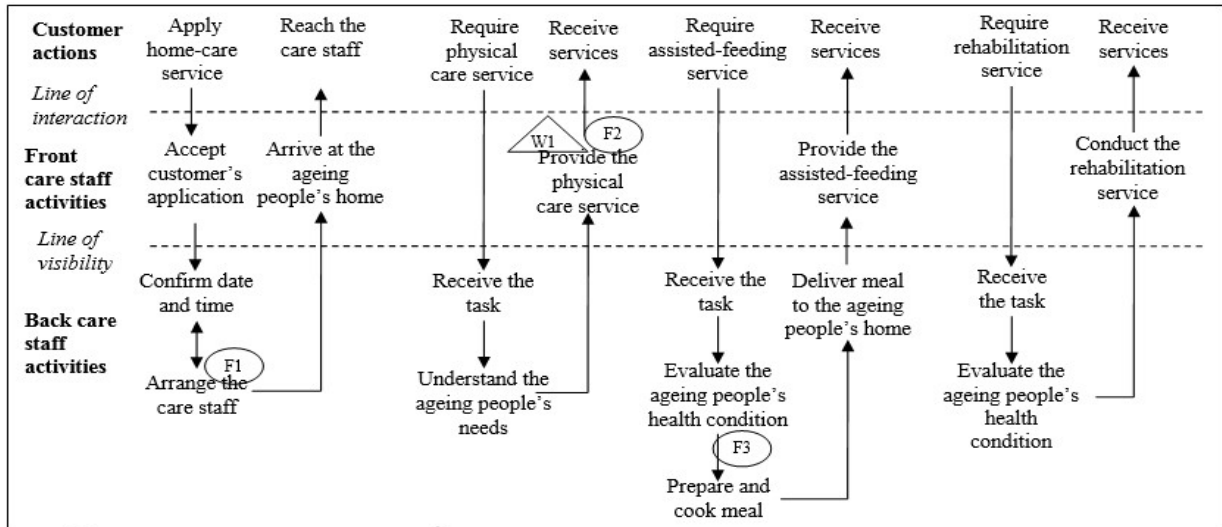 Customer
actions
Apply
home-care
service
Reach the
care staff
Require
physical
care service
Receive
services
Require
assisted-feeding
service
Receive
services
Require
rehabilitation
service
Receive
services
Line of
interaction
Front
care staff
activities
Accept
customer's
application
Arrive at the
ageing
people's home
W1
F2
Provide the
physical
care service
Provide the
assisted-feeding
service
Conduct the
rehabilitation
service
Line of
visibility
Back care
staff
activities
Confirm date
and time
F1
Arrange the
care staff
Receive the
task
Understand the
ageing people's
needs
Receive the
task
Evaluate the
ageing people's
health condition
F3
Prepare and
cook meal
Deliver meal
to the ageing
people's home
Receive
the task
Evaluate the
ageing people's
health
condition